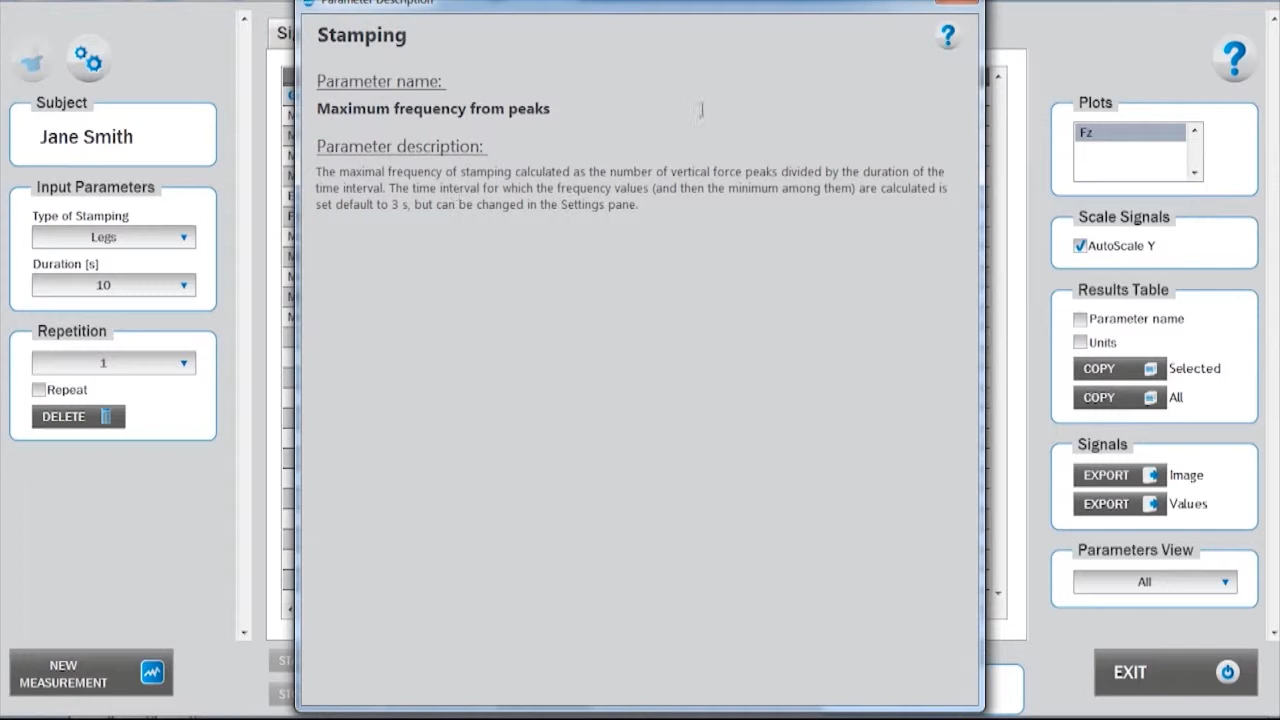 Parameter Description
Stamping
?
Parameter name:
Maximum frequency from peaks
Parameter description:
The maximal frequency of stamping calculated as the number of vertical force peaks divided by the duration of the
time interval. The time interval for which the frequency values (and then the minimum among them) are calculated is
set default to 3 s, but can be changed in the Settings pane.
Subject
Jane Smith
Input Parameters
Type of Stamping
Legs
Duration [s]
10
Repetition
1
Repeat
DELETE
NEW
MEASUREMENT
?
Plots
Fz
Scale Signals
AutoScale Y
Results Table
Parameter name
Units
COPY Selected
COPY All
Signals
EXPORT Image
EXPORT Values
Parameters View
All
EXIT